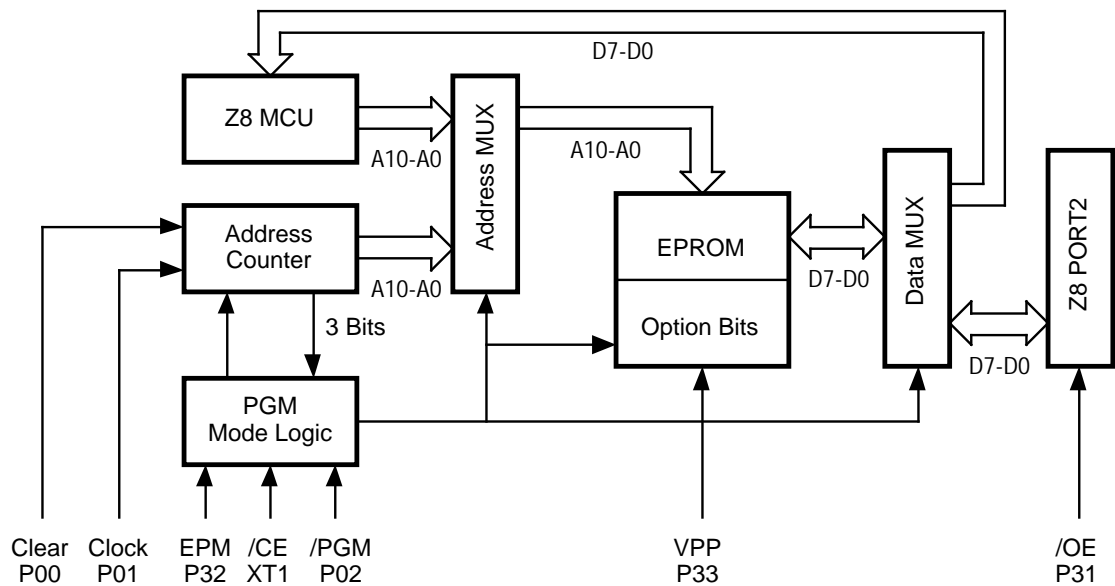 D7-D0
Z8 MCU
A10-A0
Address MUX
A10-A0
Address
Counter
A10-A0
3 Bits
EPROM
Option Bits
D7-D0
Data MUX
D7-D0
Z8 PORT2
PGM
Mode Logic
Clear
P00
Clock
P01
EPM
P32
/CE
XT1
/PGM
P02
VPP
P33
/OE
P31